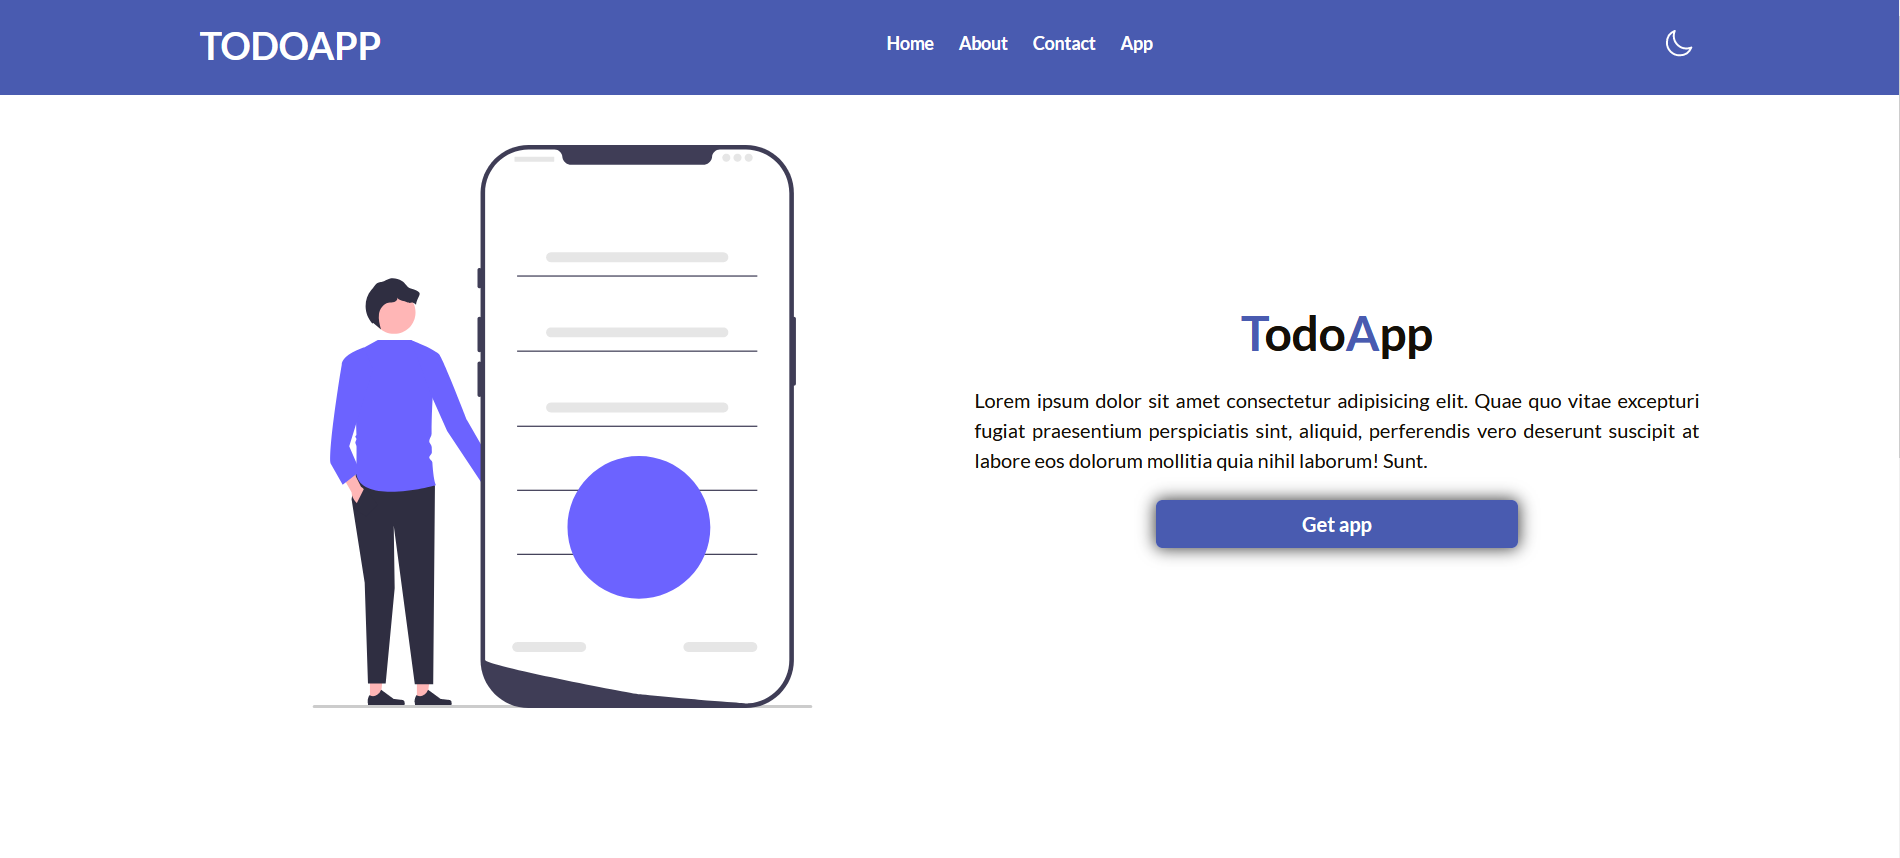 TODOAPP
Home About Contact App
TodoApp
Lorem ipsum dolor sit amet consectetur adipisicing elit. Quae quo vitae excepturi
fugiat praesentium perspiciatis sint, aliquid, perferendis vero deserunt suscipit at
labore eos dolorum mollitia quia nihil laborum! Sunt.
Get app